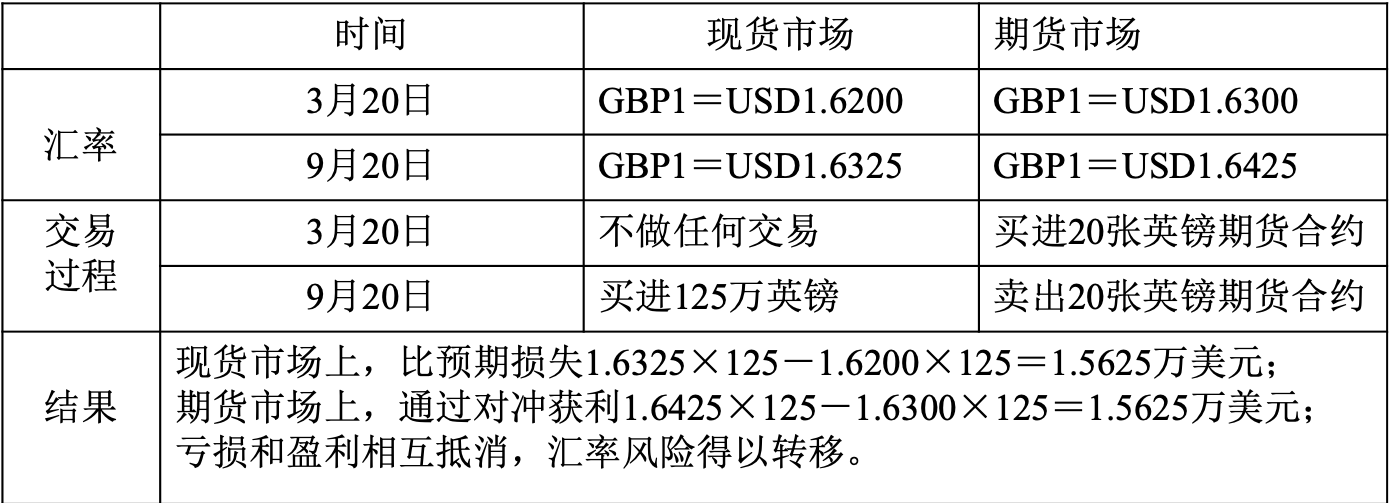 时间 现货市场 期货市场
汇率
3月20日 GBP1＝USD1.6200 GBP1＝USD1.6300
9月20日 GBP1＝USD1.6325 GBP1＝USD1.6425
交易
过程
3月20日 不做任何交易 买进20张英镑期货合约
9月20日 买进125万英镑 卖出20张英镑期货合约
结果
现货市场上，比预期损失1.6325×125－1.6200×125＝1.5625万美元；
期货市场上，通过对冲获利1.6425×125－1.6300×125＝1.5625万美元；
亏损和盈利相互抵消，汇率风险得以转移。